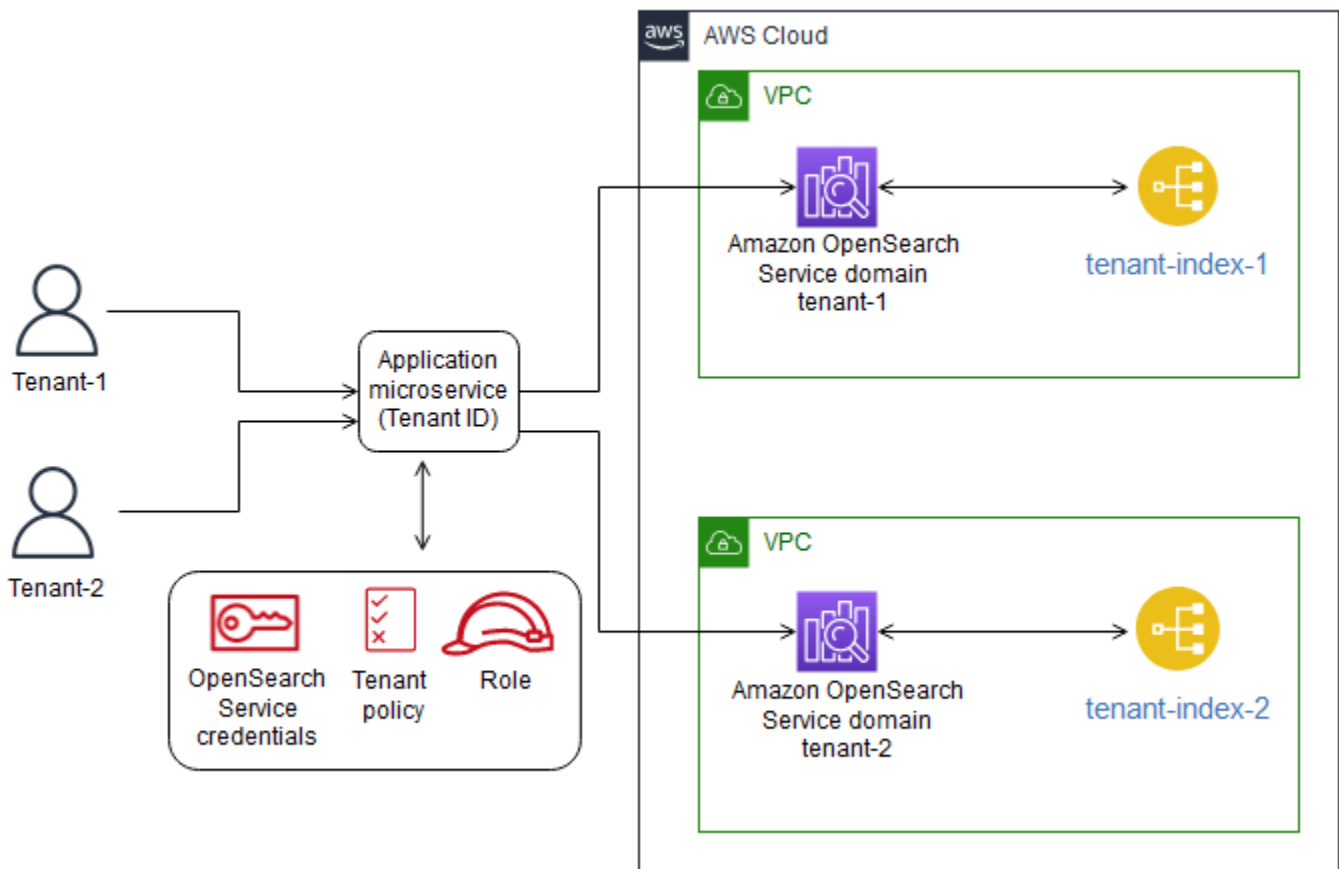 aws
AWS Cloud
VPC
Amazon OpenSearch
Service domain
tenant-1
tenant-index-1
Tenant-1
Application
microservice
(Tenant ID)
Tenant-2
OpenSearch
Service
credentials
Tenant
policy
Role
VPC
Amazon OpenSearch
Service domain
tenant-2
tenant-index-2